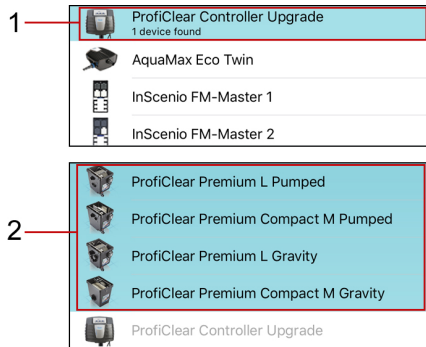 1
ProfiClear Controller Upgrade
1 device found
AquaMax Eco Twin
InScenio FM-Master 1
InScenio FM-Master 2
2
ProfiClear Premium L Pumped
ProfiClear Premium Compact M Pumped
ProfiClear Premium L Gravity
ProfiClear Premium Compact M Gravity
ProfiClear Controller Upgrade